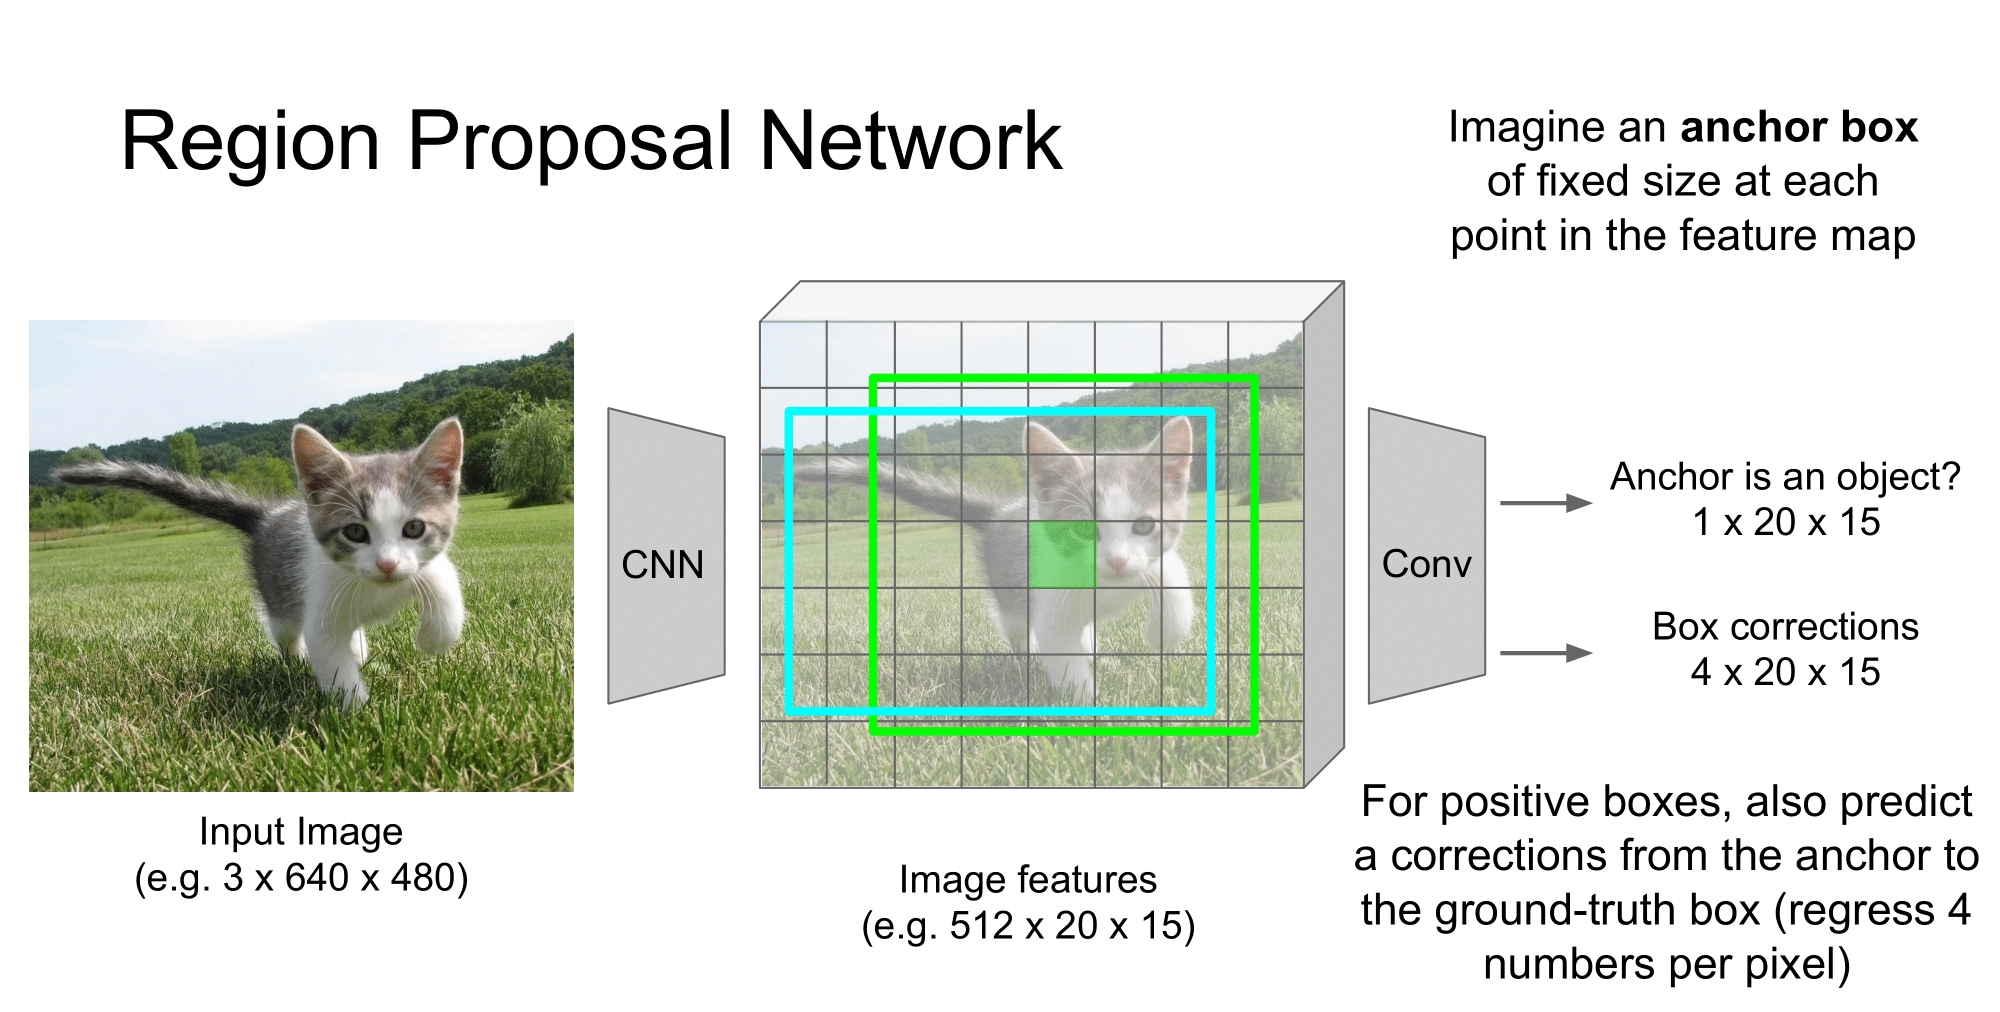 Region Proposal Network
Imagine an anchor box
of fixed size at each
point in the feature map
CNN
Conv
Anchor is an object?
1 x 20 x 15
Box corrections
4 x 20 x 15
Input Image
(e.g. 3 x 640 x 480)
Image features
(e.g. 512 x 20 x 15)
For positive boxes, also predict
a corrections from the anchor to
the ground-truth box (regress 4
numbers per pixel)